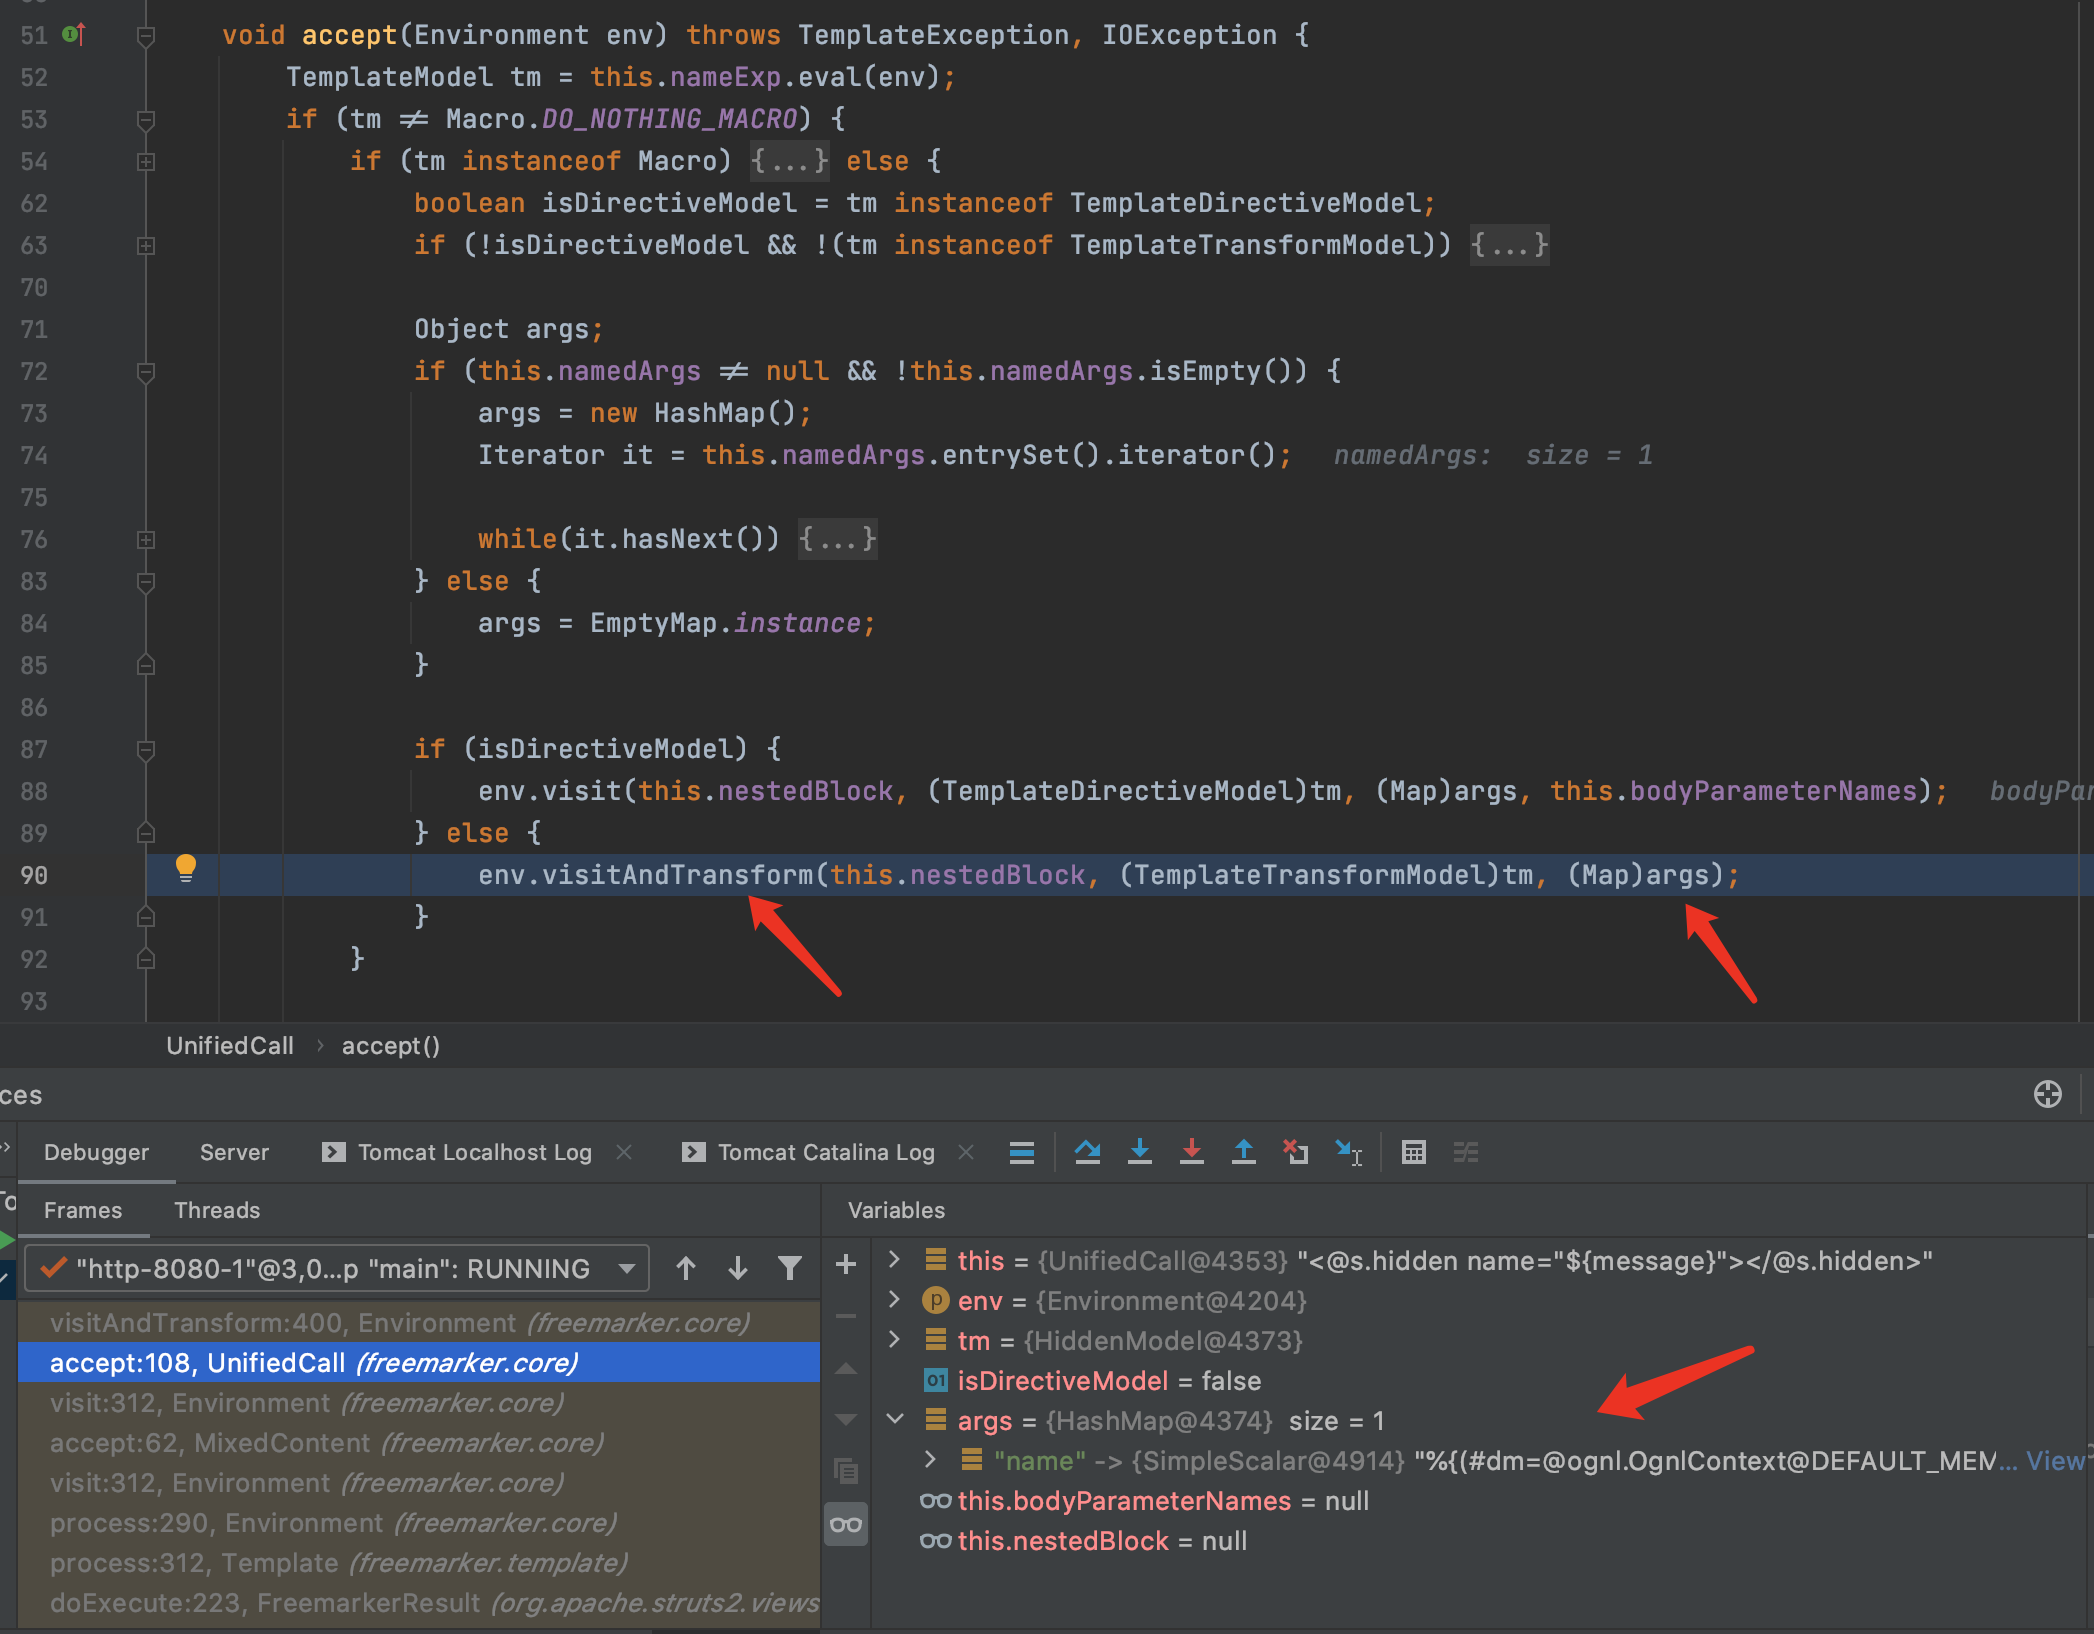 51 void accept(Environment env) throws TemplateException, IOException {
52 TemplateModel tm = this.nameExp.eval(env);
53 if (tm ≠ Macro.DO_NOTHING_MACRO) {
54 if (tm instanceof Macro) {...} else {
62 boolean isDirectiveModel = tm instanceof TemplateDirectiveModel;
63 if (!isDirectiveModel && !(tm instanceof TemplateTransformModel)) {...}
70
71 Object args;
72 if (this.namedArgs ≠ null && !this.namedArgs.isEmpty()) {
73 args = new HashMap();
74 Iterator it = this.namedArgs.entrySet().iterator(); namedArgs: size = 1
75
76 while(it.hasNext()) {...}
83 } else {
84 args = EmptyMap.instance;
85 }
86
87 if (isDirectiveModel) {
88 env.visit(this.nestedBlock, (TemplateDirectiveModel)tm, (Map)args, this.bodyParameterNames); bodyPar
89 } else {
90 env.visitAndTransform(this.nestedBlock, (TemplateTransformModel)tm, (Map)args);
91 }
92 }
93
UnifiedCall › accept()
ces
Debugger Server Tomcat Localhost Log Tomcat Catalina Log
To
Frames Threads
"http-8080-1"@3,0...p "main": RUNNING
visitAndTransform:400, Environment (freemarker.core)
accept:108, UnifiedCall (freemarker.core)
visit:312, Environment (freemarker.core)
accept:62, MixedContent (freemarker.core)
visit:312, Environment (freemarker.core)
process:290, Environment (freemarker.core)
process:312, Template (freemarker.template)
doExecute:223, FreemarkerResult (org.apache.struts2.views
Variables
this = {UnifiedCall@4353} "<@s.hidden name="${message}"></@s.hidden>"
env = {Environment@4204}
tm = {HiddenModel@4373}
isDirectiveModel = false
args = {HashMap@4374} size = 1
"name" -> {SimpleScalar@4914} "%{(#dm=@ognl.OgnlContext@DEFAULT_MEM... View
this.bodyParameterNames = null
this.nestedBlock = null